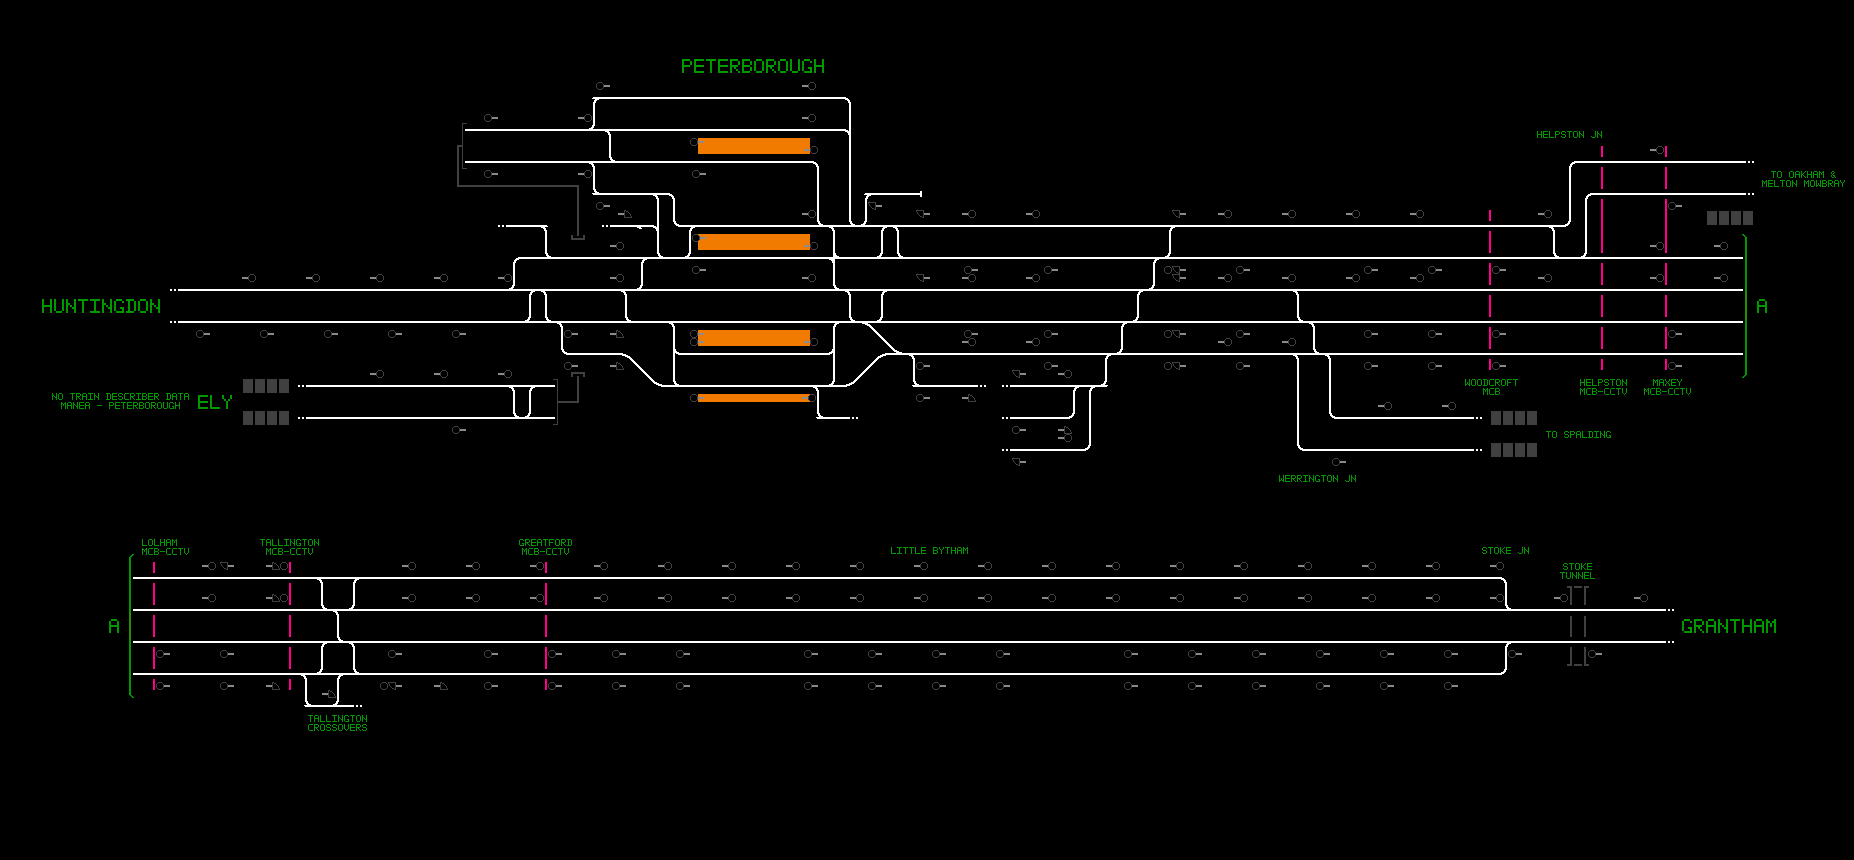 PETERBOROUGH
HELPSTON JN
TO OAKHAM &
MELTON MOWBRAY
HUNTINGDON
A
NO TRAIN DESCRIBER DATA
MANEA - PETERBOROUGH
ELY
WOODCROFT
MCB
HELPSTON
MCB-CCTV
MAXEY
MCB-CCTV
TO SPALDING
WERRINGTON JN
LOLHAM
MCB-CCTV
TALLINGTON
MCB-CCTV
GREATFORD
MCB-CCTV
LITTLE BYTHAM
STOKE JN
STOKE
TUNNEL
A
GRANTHAM
TALLINGTON
CROSSOVERS